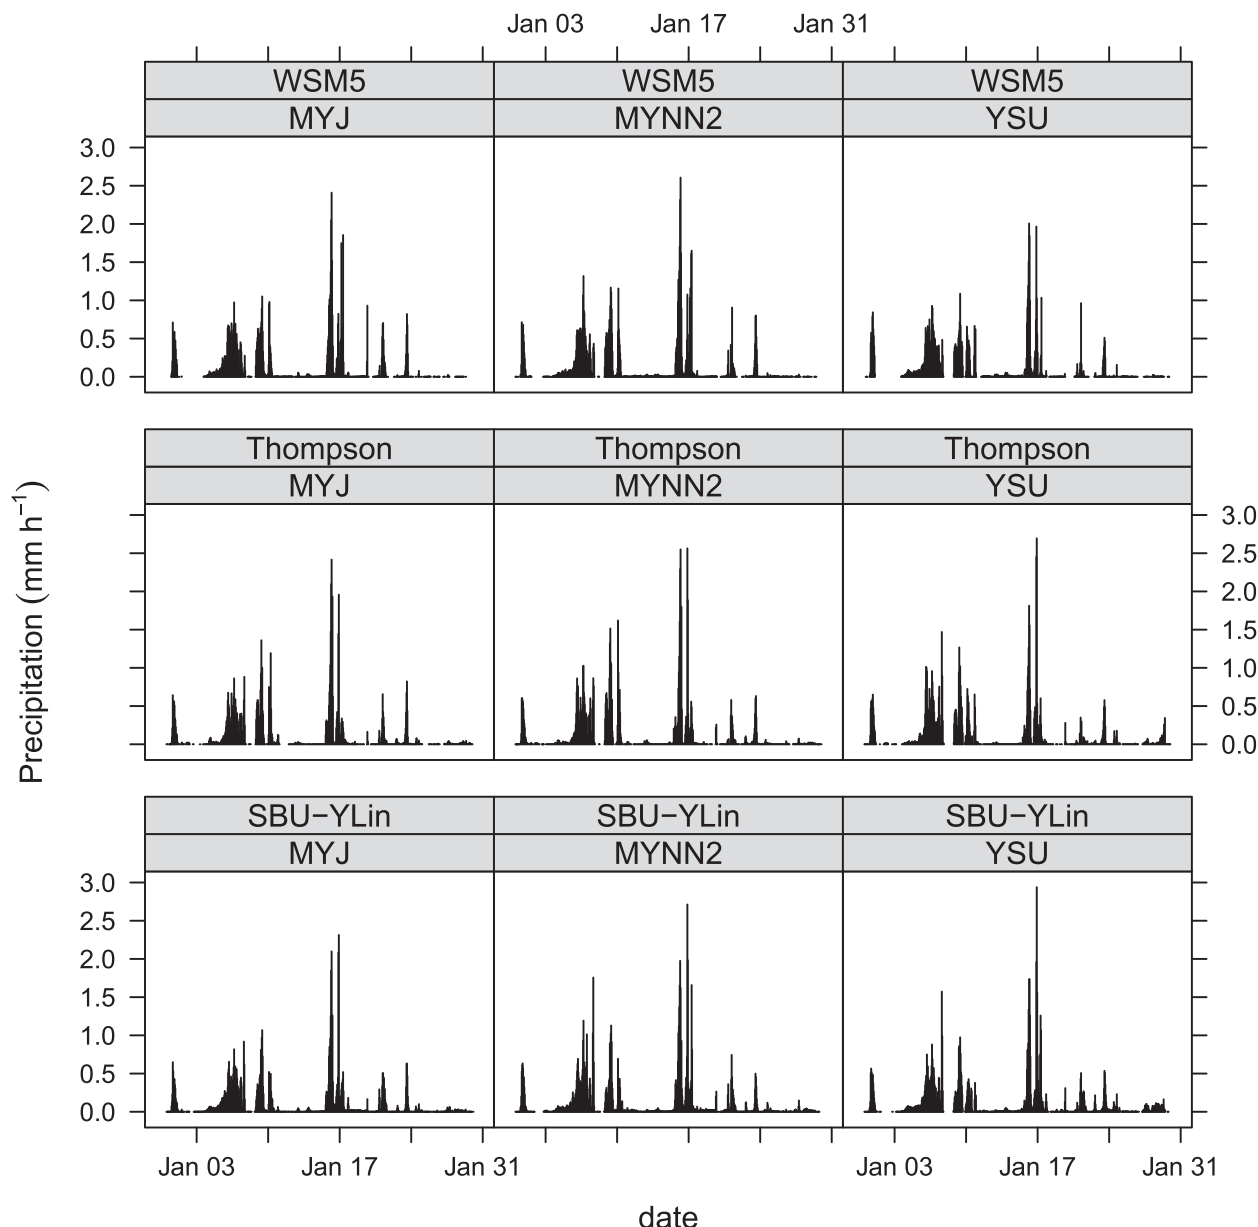 Jan 03 Jan 17 Jan 31
WSM5 WSM5 WSM5
MYJ MYNN2 YSU
3.0
2.5
2.0
1.5
1.0
0.5
0.0
Thompson Thompson Thompson
MYJ MYNN2 YSU
3.0
2.5
2.0
1.5
1.0
0.5
0.0
Precipitation (mm h⁻¹)
SBU−YLin SBU−YLin SBU−YLin
MYJ MYNN2 YSU
3.0
2.5
2.0
1.5
1.0
0.5
0.0
Jan 03 Jan 17 Jan 31 Jan 03 Jan 17 Jan 31
date